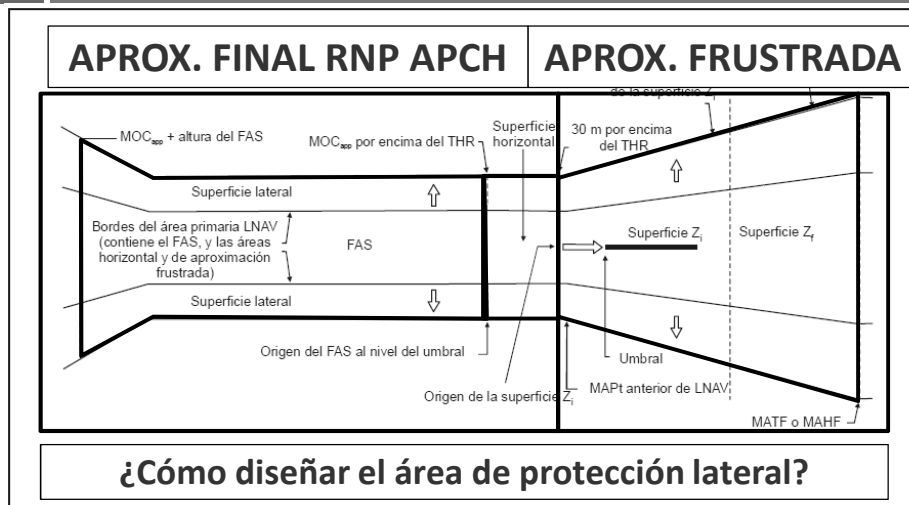 APROX. FINAL RNP APCH
APROX. FRUSTRADA
de la superficie Z
MOCapp + altura del FAS
MOCapp por encima del THR
Superficie
horizontal
30 m por encima
del THR
Superficie lateral
Bordes del área primaria LNAV
(contiene el FAS, y las áreas
horizontal y de aproximación
frustrada)
FAS
Superficie Zi
Superficie Zf
Superficie lateral
Origen del FAS al nivel del umbral
Umbral
Origen de la superficie Zi
MAPt anterior de LNAV
MATF o MAHF
¿Cómo diseñar el área de protección lateral?